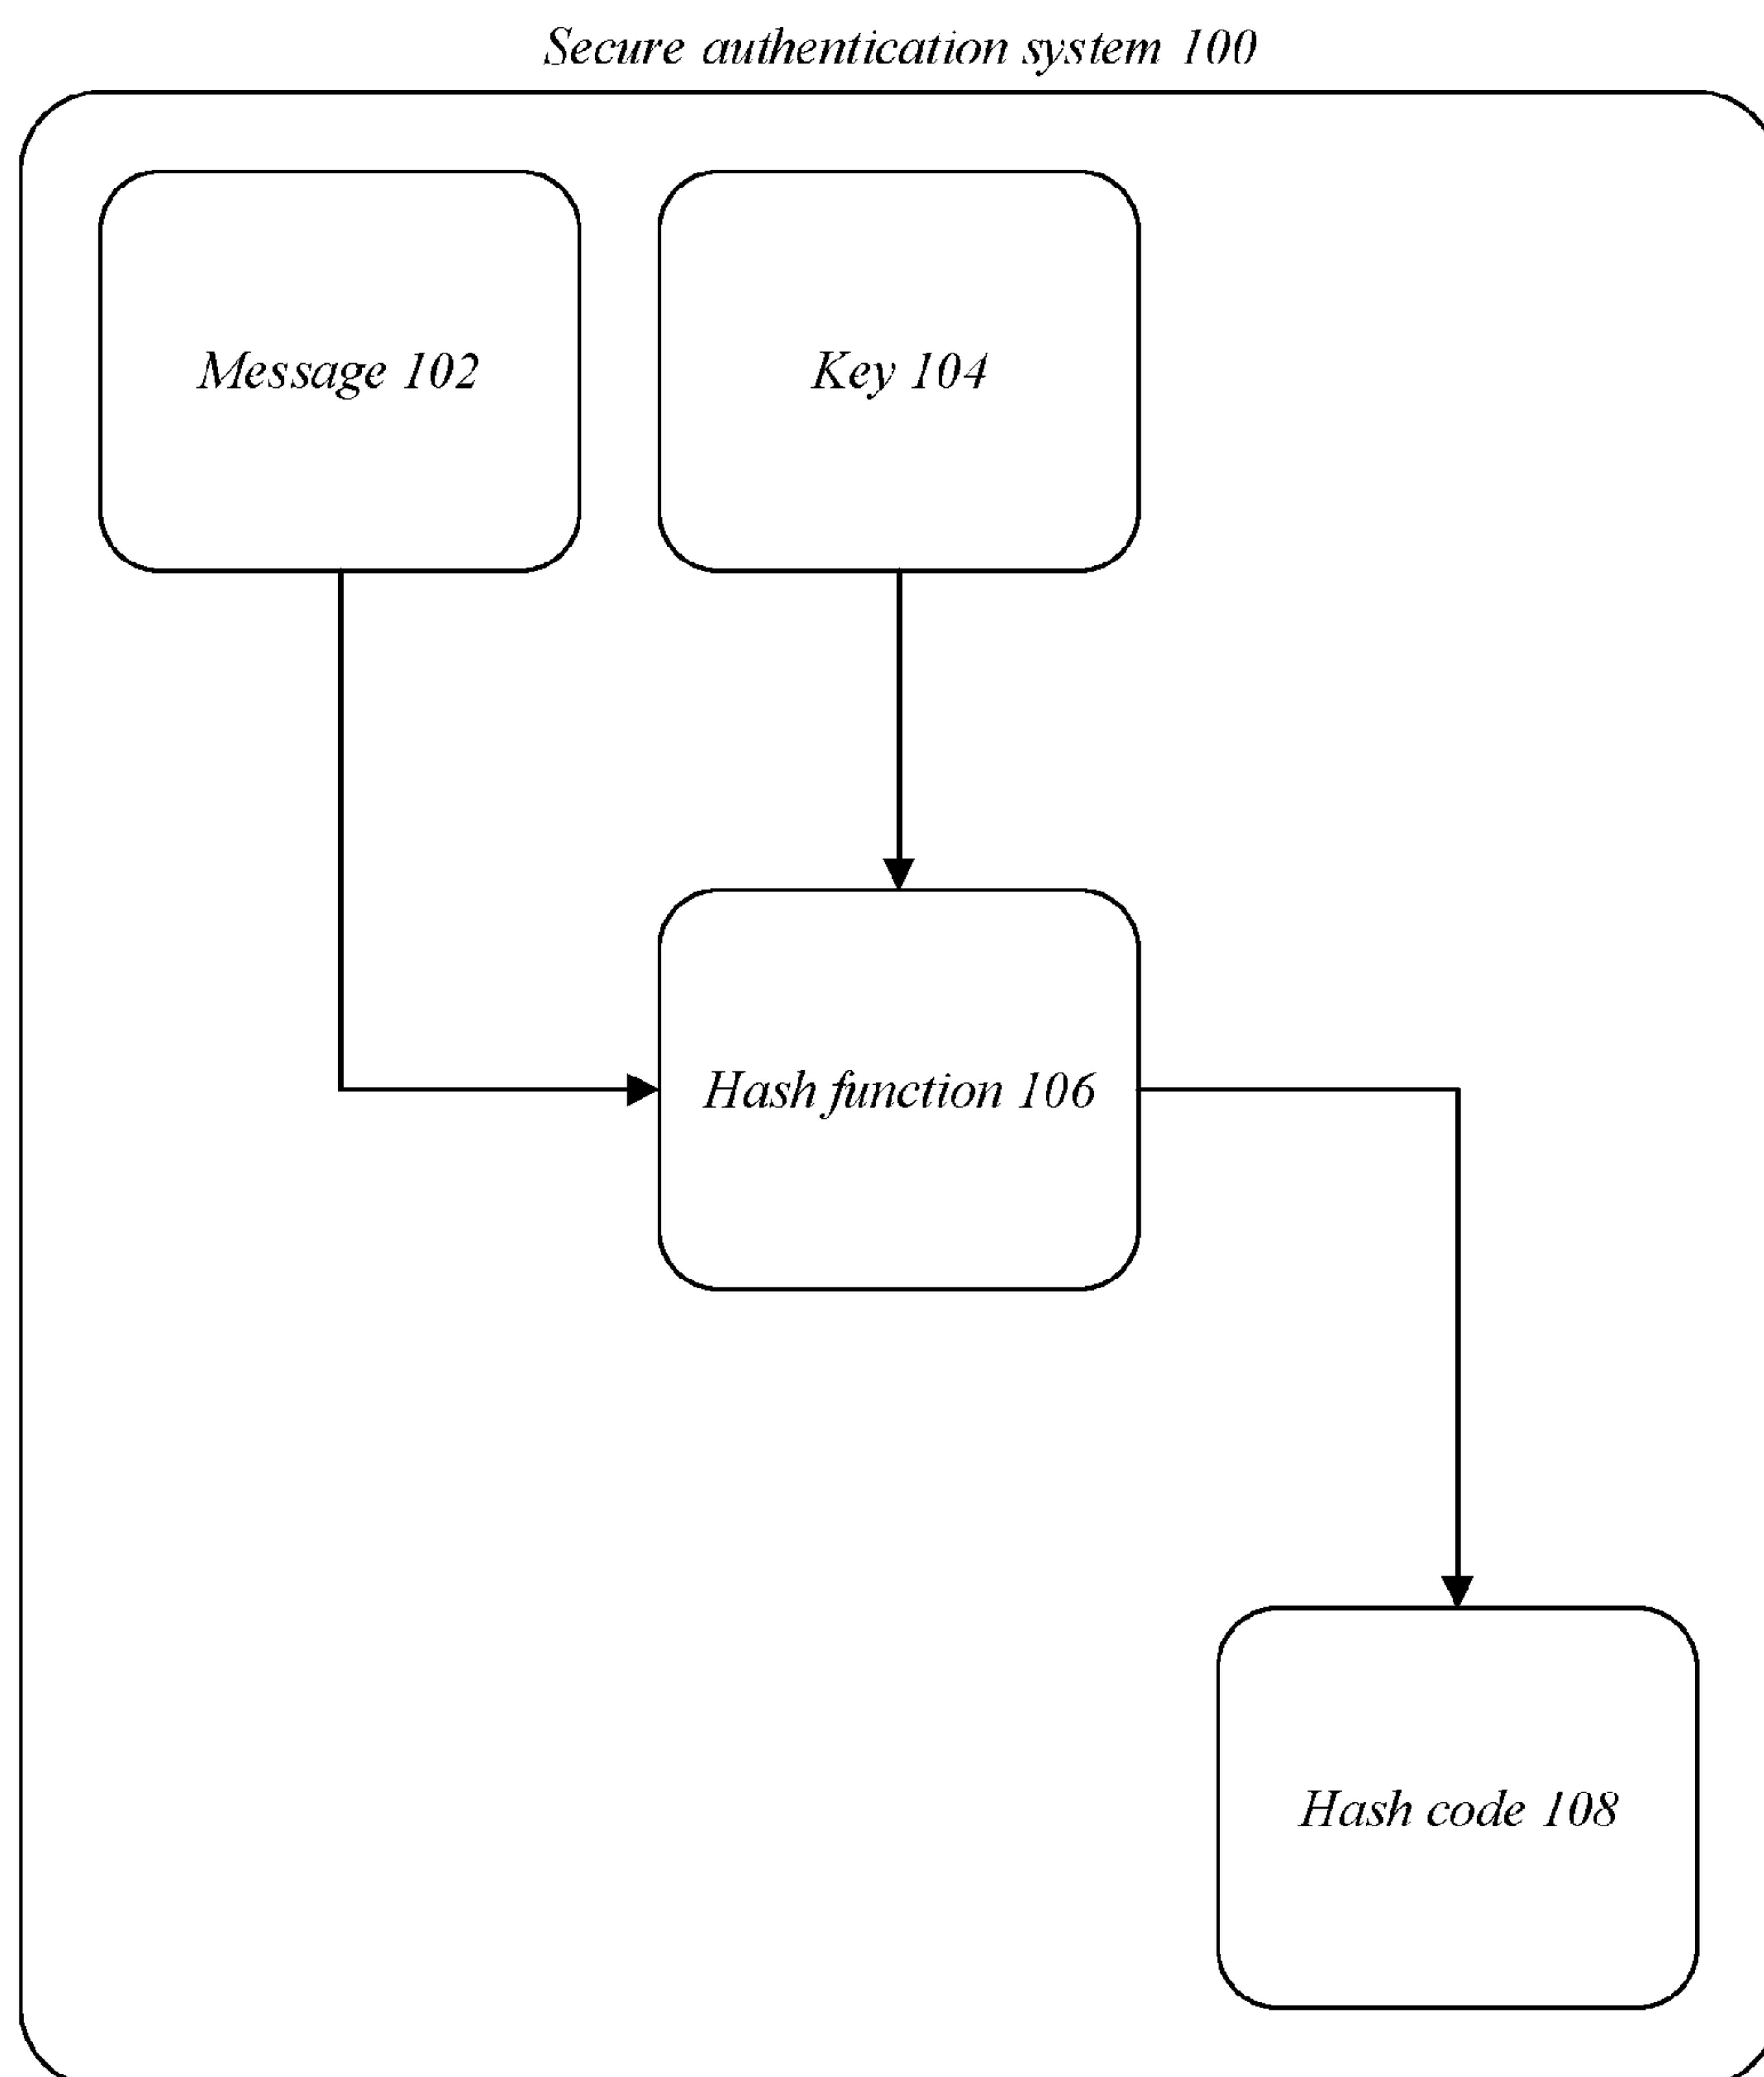 Secure authentication system 100
Message 102
Key 104
Hash function 106
Hash code 108